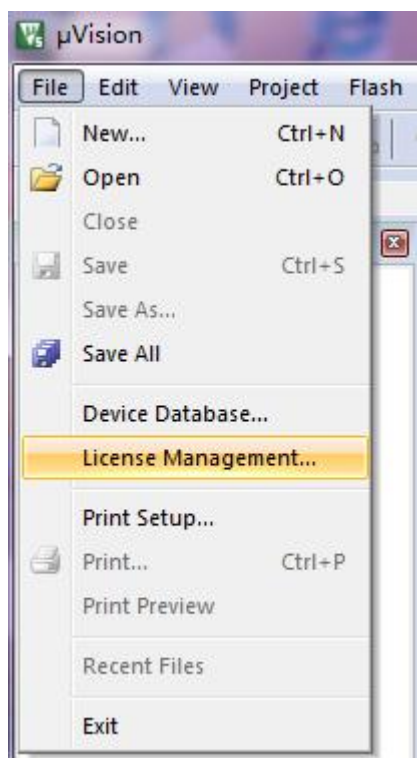 µVision
File Edit View Project Flash
New... Ctrl+N
Open Ctrl+O
Close
Save Ctrl+S
Save As...
Save All
Device Database...
License Management...
Print Setup...
Print... Ctrl+P
Print Preview
Recent Files
Exit